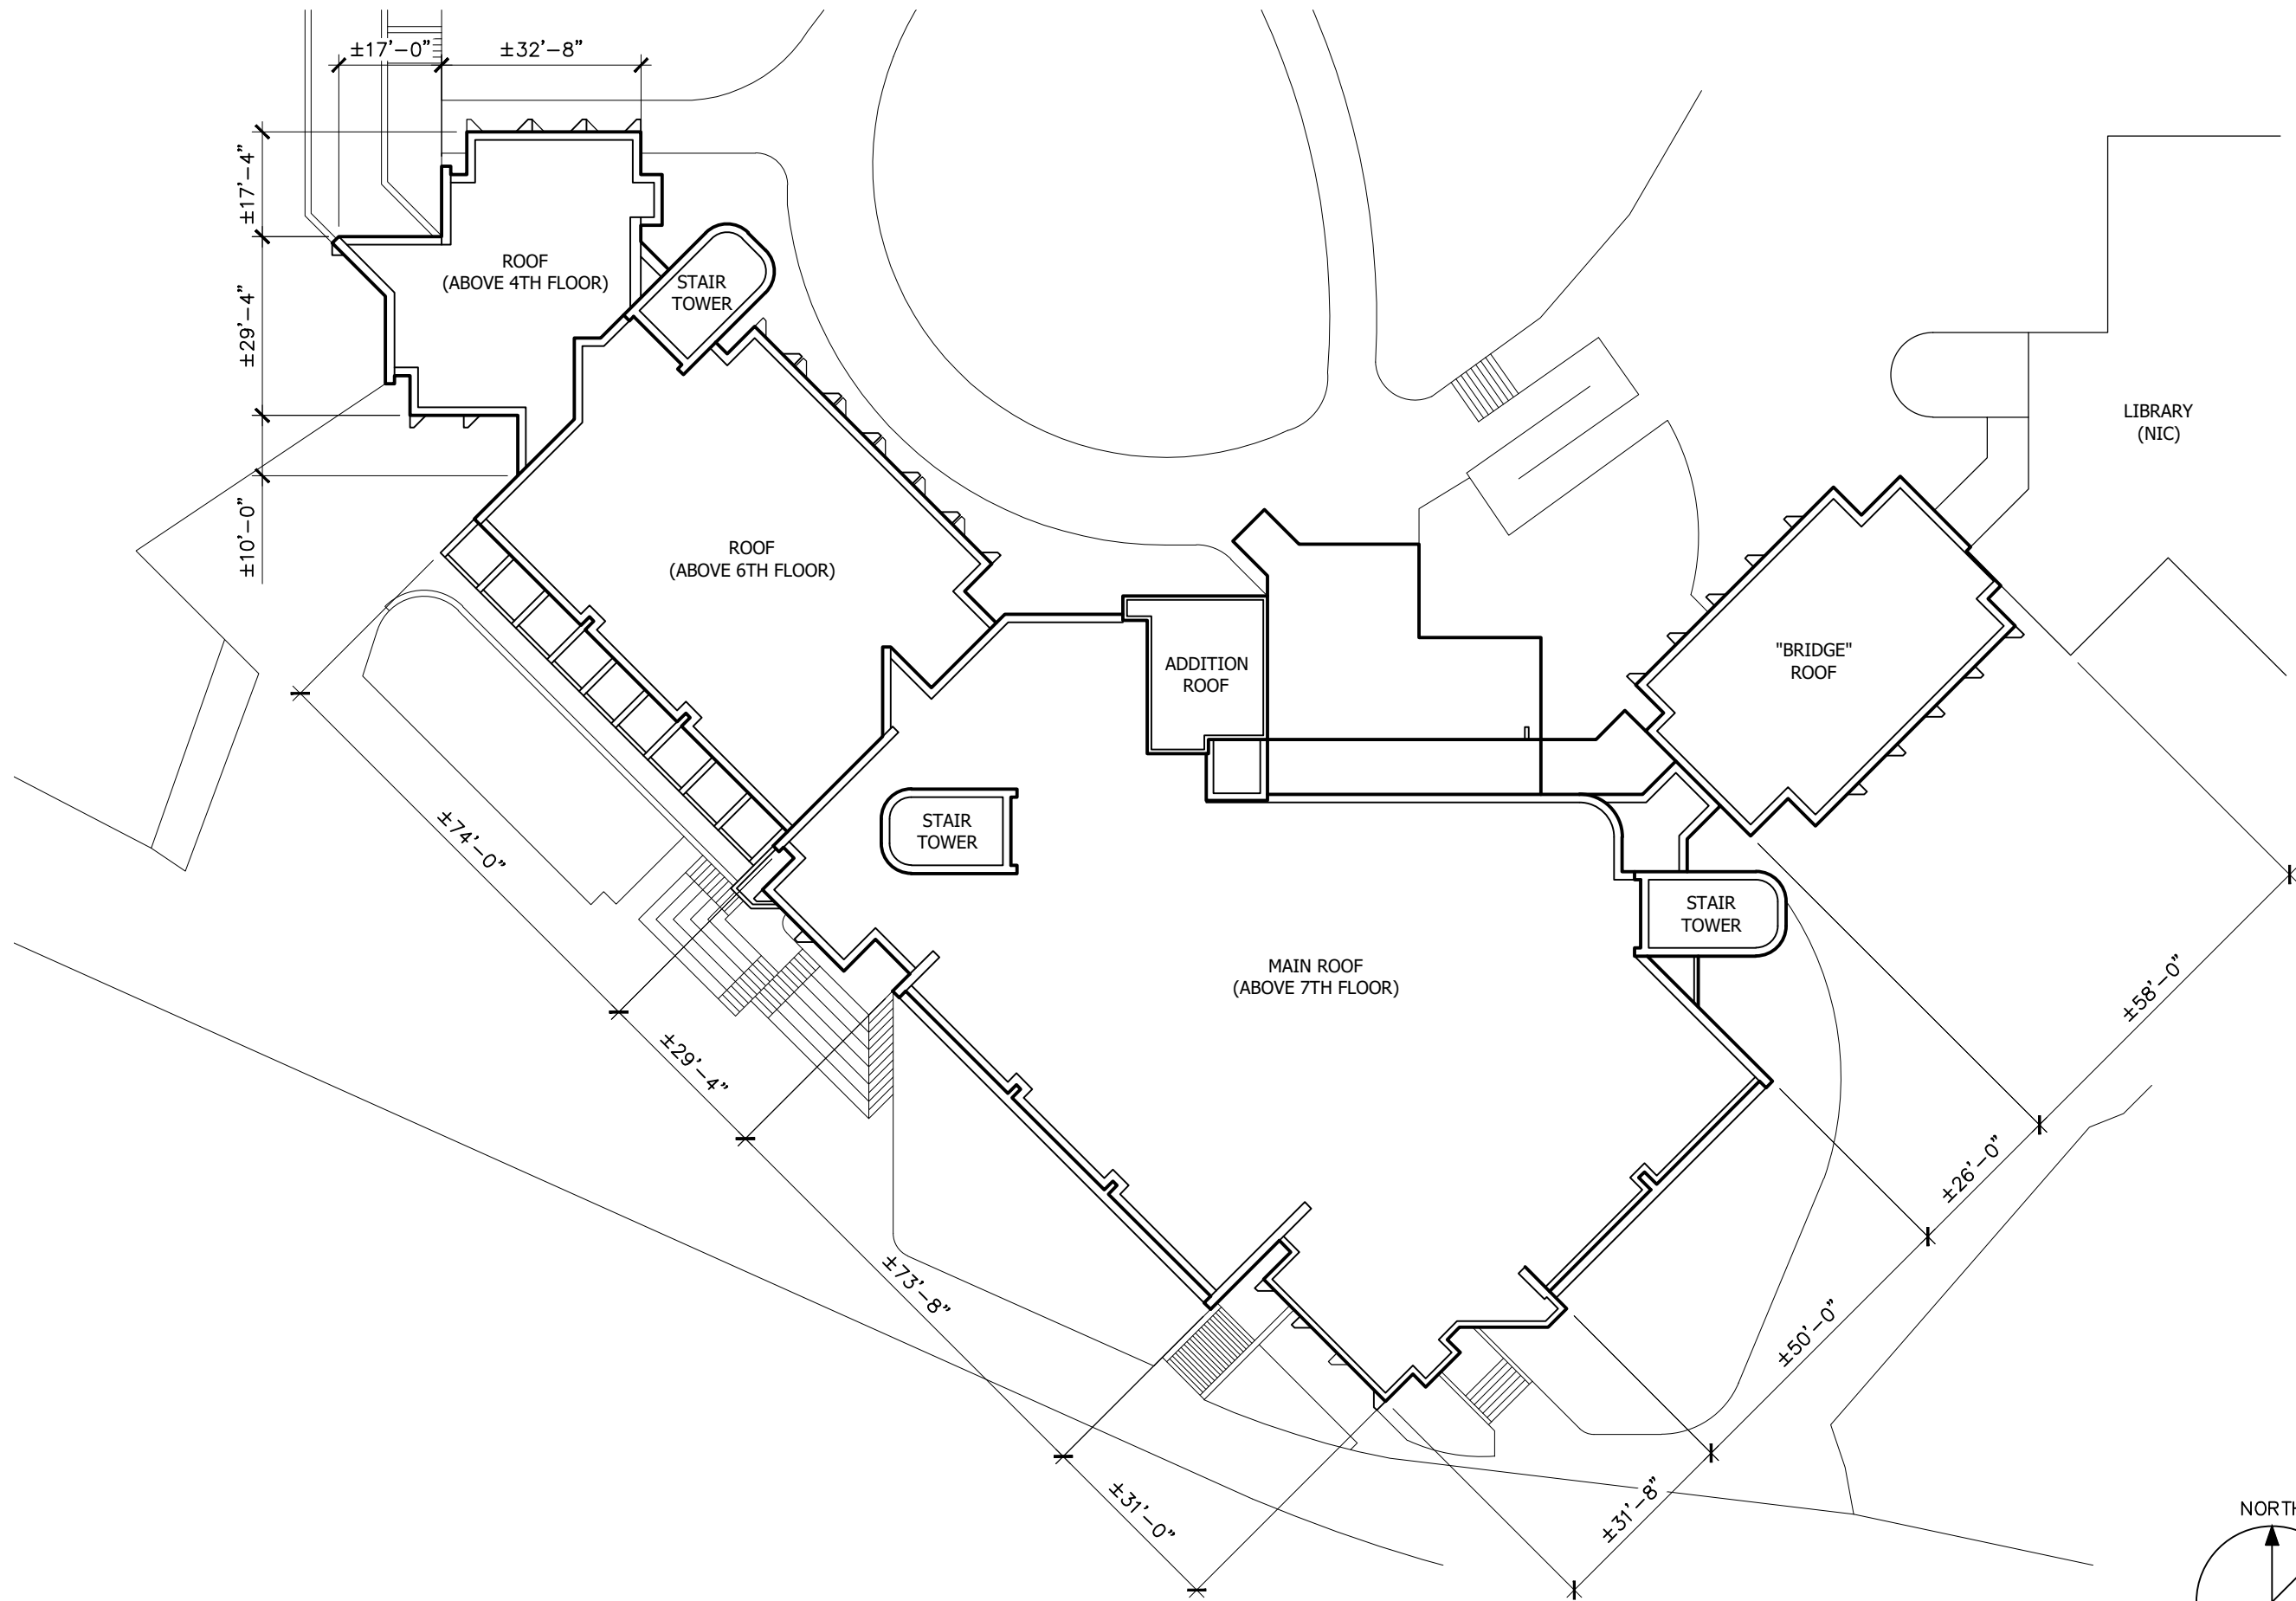 ±17’-0” ±32’-8”
±17’-4”
ROOF
(ABOVE 4TH FLOOR)
STAIR
TOWER
±29’-4”
LIBRARY
(NIC)
±10’-0”
ROOF
(ABOVE 6TH FLOOR)
ADDITION
ROOF
"BRIDGE"
ROOF
±74’-0”
STAIR
TOWER
STAIR
TOWER
MAIN ROOF
(ABOVE 7TH FLOOR)
±58’-0”
±29’-4”
±26’-0”
±73’-8”
±50’-0”
±31’-0”
±31’-8”
NORTH